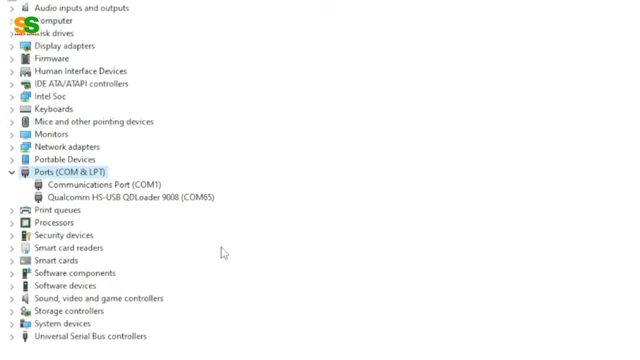 Audio inputs and outputs
Computer
SS
Disk drives
Display adapters
Firmware
Human Interface Devices
IDE ATA/ATAPI controllers
Intel Soc
Keyboards
Mice and other pointing devices
Monitors
Network adapters
Portable Devices
Ports (COM & LPT)
Communications Port (COM1)
Qualcomm HS-USB QDLoader 9008 (COM65)
Print queues
Processors
Security devices
Smart card readers
Smart cards
Software components
Software devices
Sound, video and game controllers
Storage controllers
System devices
Universal Serial Bus controllers